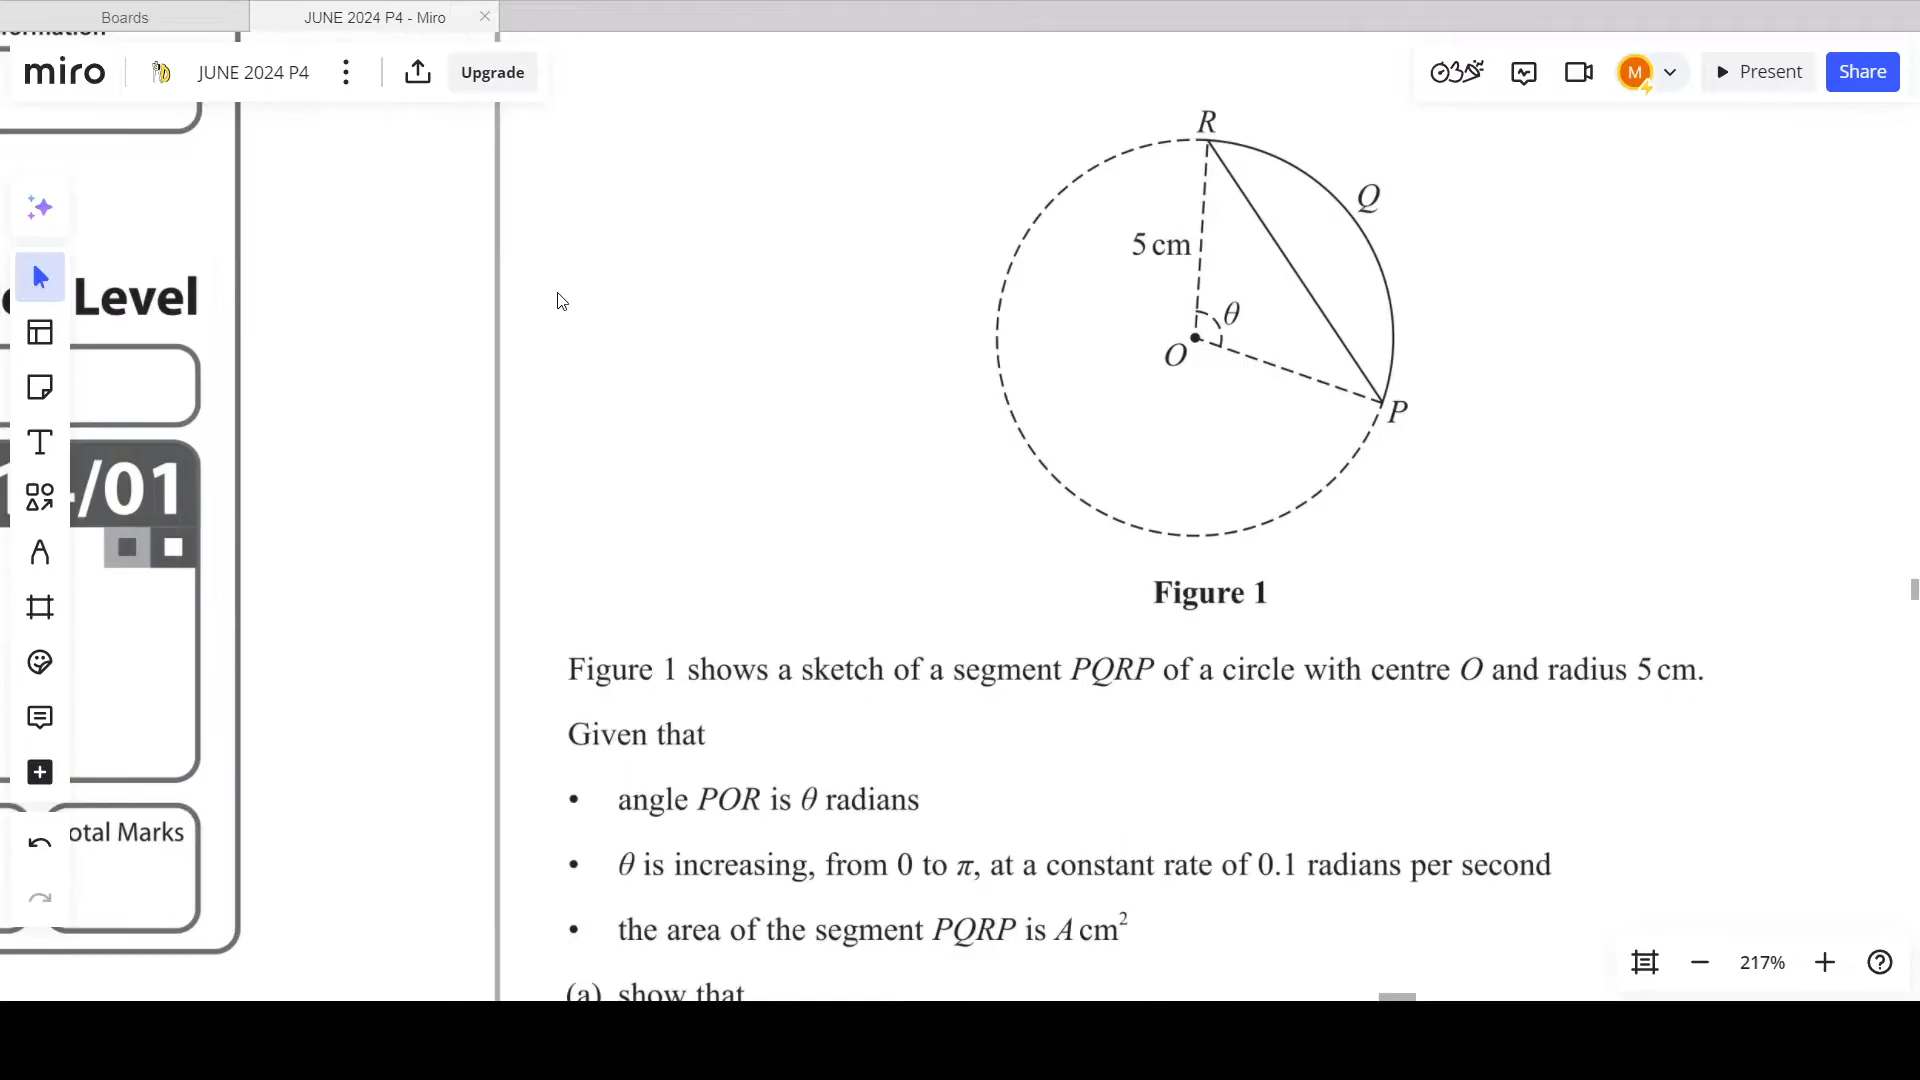 Boards
JUNE 2024 P4 - Miro
miro
JUNE 2024 P4
Upgrade
M
Present
Share
R
Q
5 cm
θ
O
P
Level
/01
Total Marks
Figure 1
Figure 1 shows a sketch of a segment PQRP of a circle with centre O and radius 5 cm.
Given that
• angle POR is θ radians
• θ is increasing, from 0 to π, at a constant rate of 0.1 radians per second
• the area of the segment PQRP is A cm²
(a) show that
217%